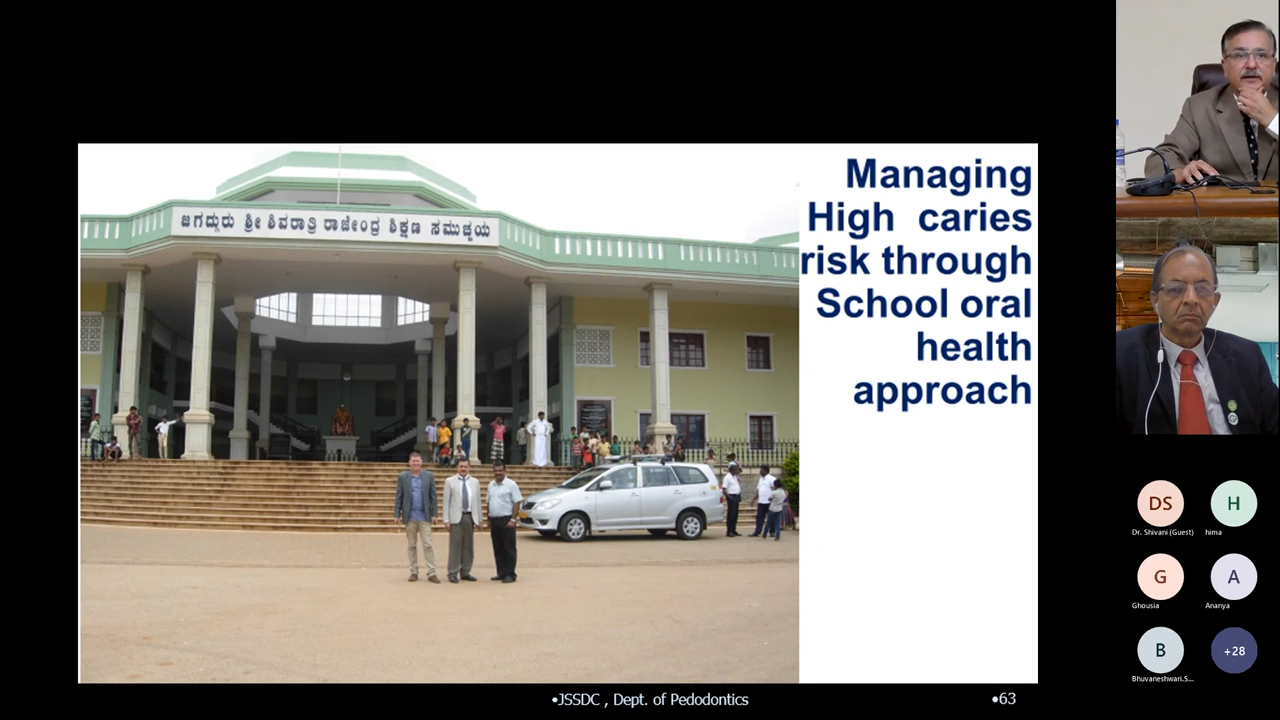 ಜಗದ್ಗುರು ಶ್ರೀ ಶಿವರಾತ್ರಿ ರಾಜೇಂದ್ರ ಶಿಕ್ಷಣ ಸಮುಚ್ಚಯ
Managing
High caries
risk through
School oral
health
approach
•JSSDC , Dept. of Pedodontics
•63
DS
H
Dr. Shivani (Guest)
hima
G
A
Ghousia
Ananya
B
+28
Bhuvaneshwari.S...